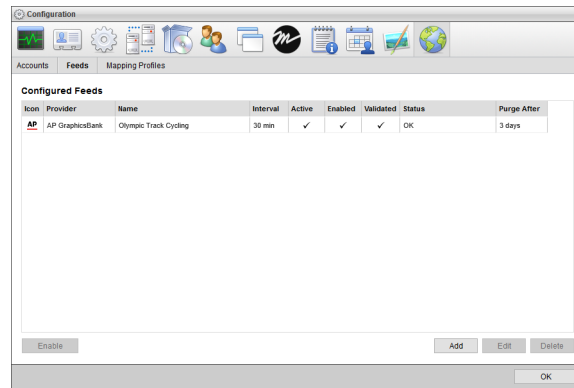 Configuration
Accounts Feeds Mapping Profiles
Configured Feeds
Icon Provider Name Interval Active Enabled Validated Status Purge After
AP AP GraphicsBank Olympic Track Cycling 30 min ✓ ✓ ✓ OK 3 days
Enable Add Edit Delete
OK